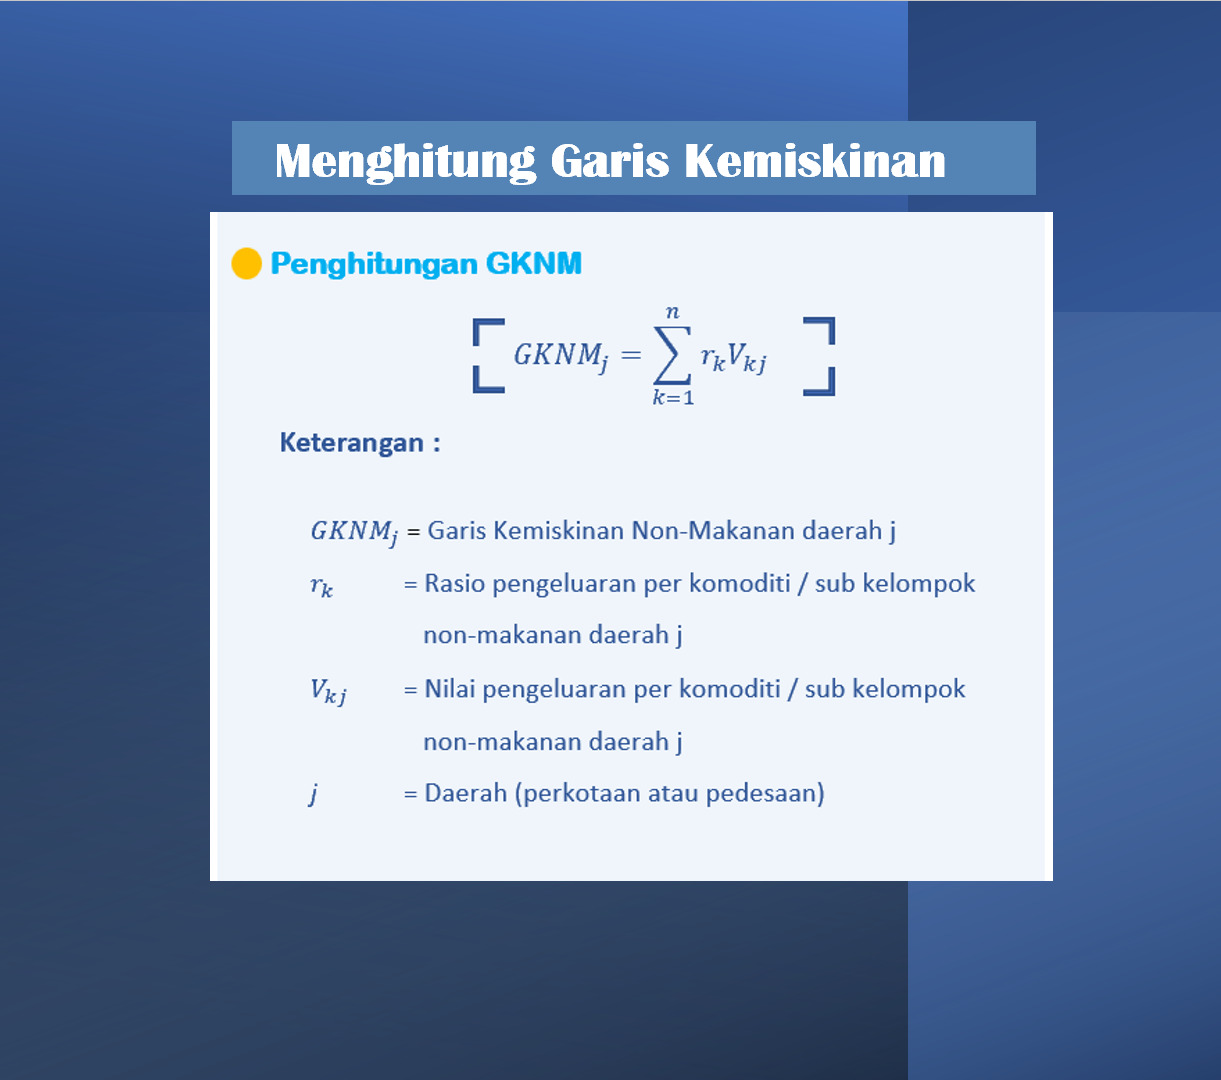 Menghitung Garis Kemiskinan
Penghitungan GKNM
GKNM_j = \sum_{k=1}^{n} r_k V_{kj}
Keterangan :
GKNM_j = Garis Kemiskinan Non-Makanan daerah j
r_k = Rasio pengeluaran per komoditi / sub kelompok
non-makanan daerah j
V_{kj} = Nilai pengeluaran per komoditi / sub kelompok
non-makanan daerah j
j = Daerah (perkotaan atau pedesaan)